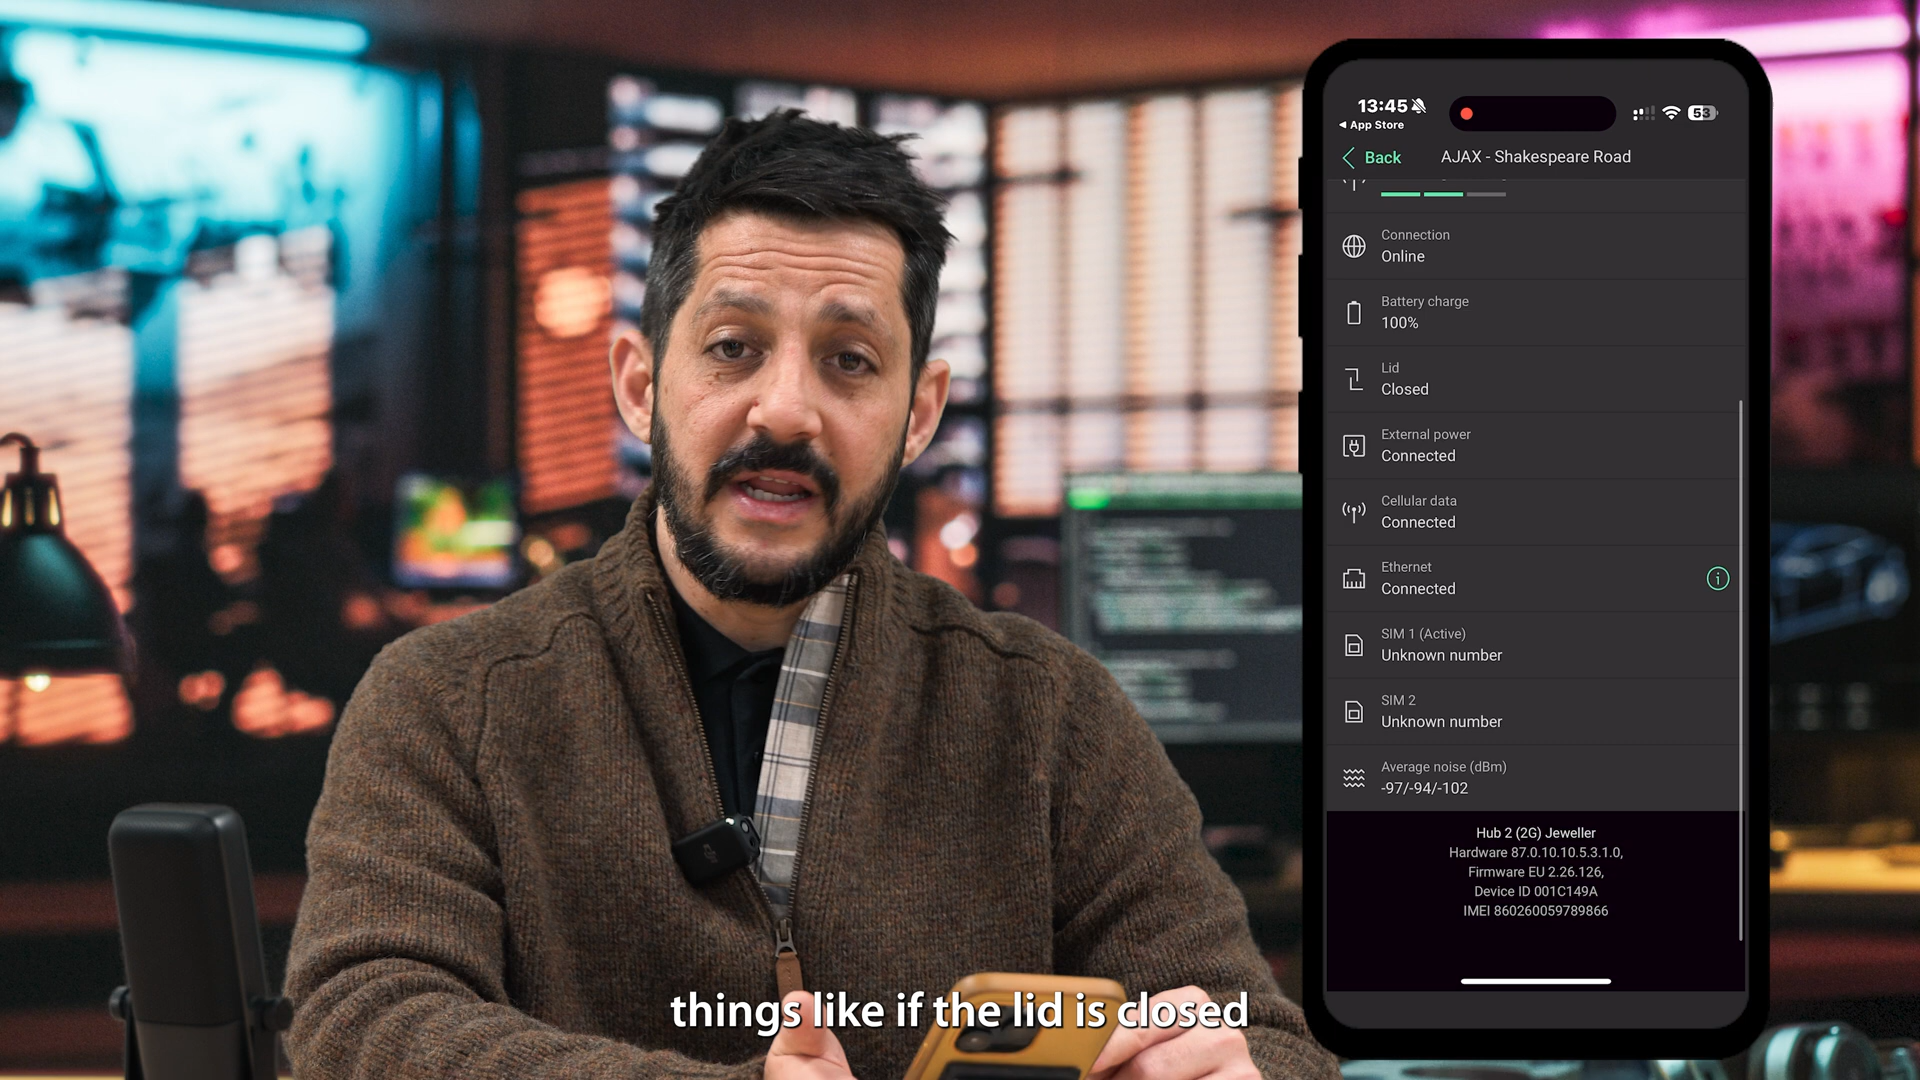 13:45
53
App Store
Back
AJAX - Shakespeare Road
Connection
Online
Battery charge
100%
Lid
Closed
External power
Connected
Cellular data
Connected
Ethernet
Connected
SIM 1 (Active)
Unknown number
SIM 2
Unknown number
Average noise (dBm)
-97/-94/-102
Hub 2 (2G) Jeweller
Hardware 87.0.10.10.5.3.1.0,
Firmware EU 2.26.126,
Device ID 001C149A
IMEI 860260059789866
things like if the lid is closed